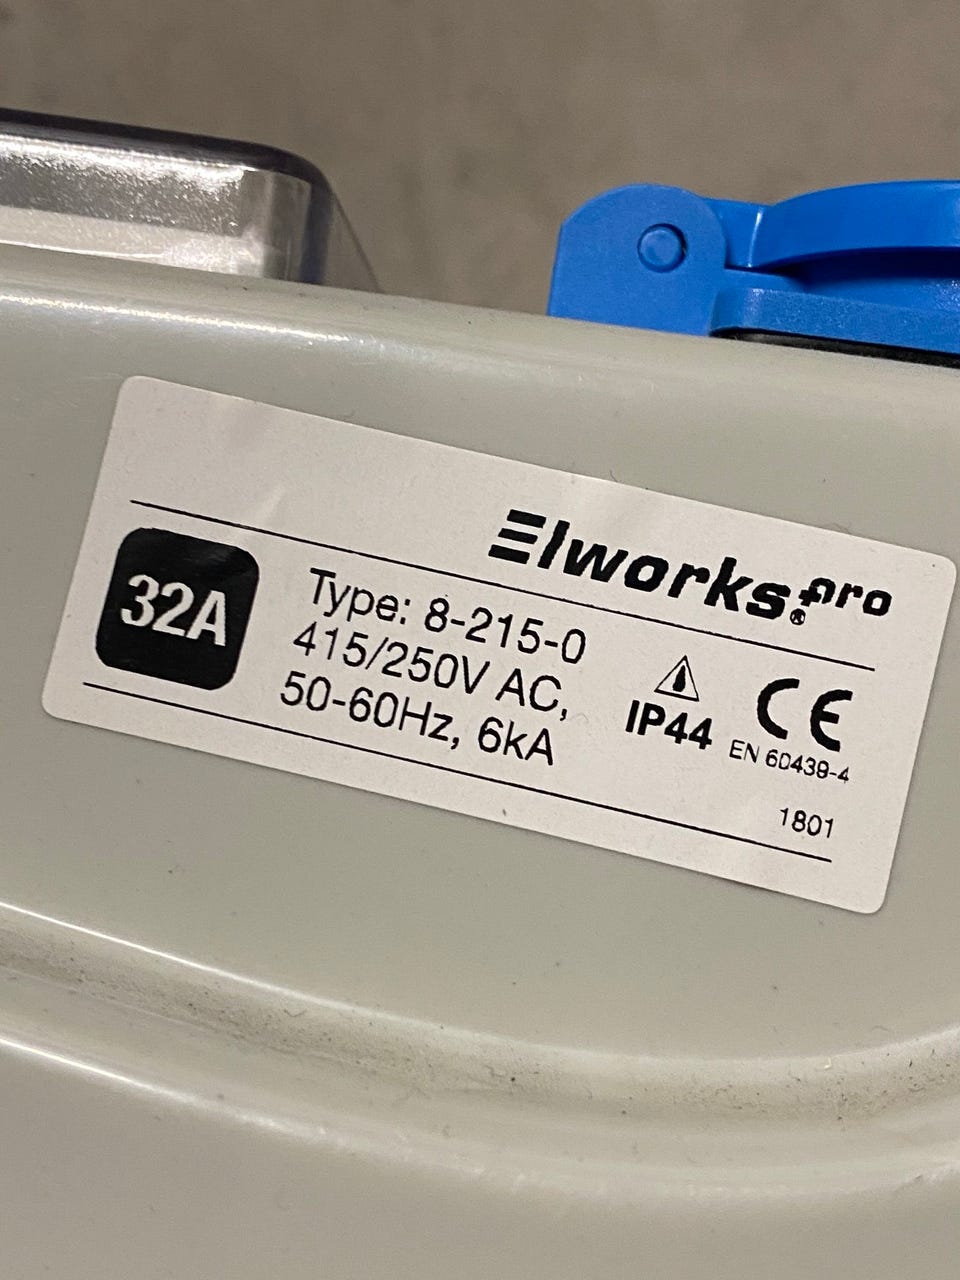 Elworks.pro
®
32A
Type: 8-215-0
415/250V AC,
50-60Hz, 6kA
IP44
CE
EN 60439-4
1801